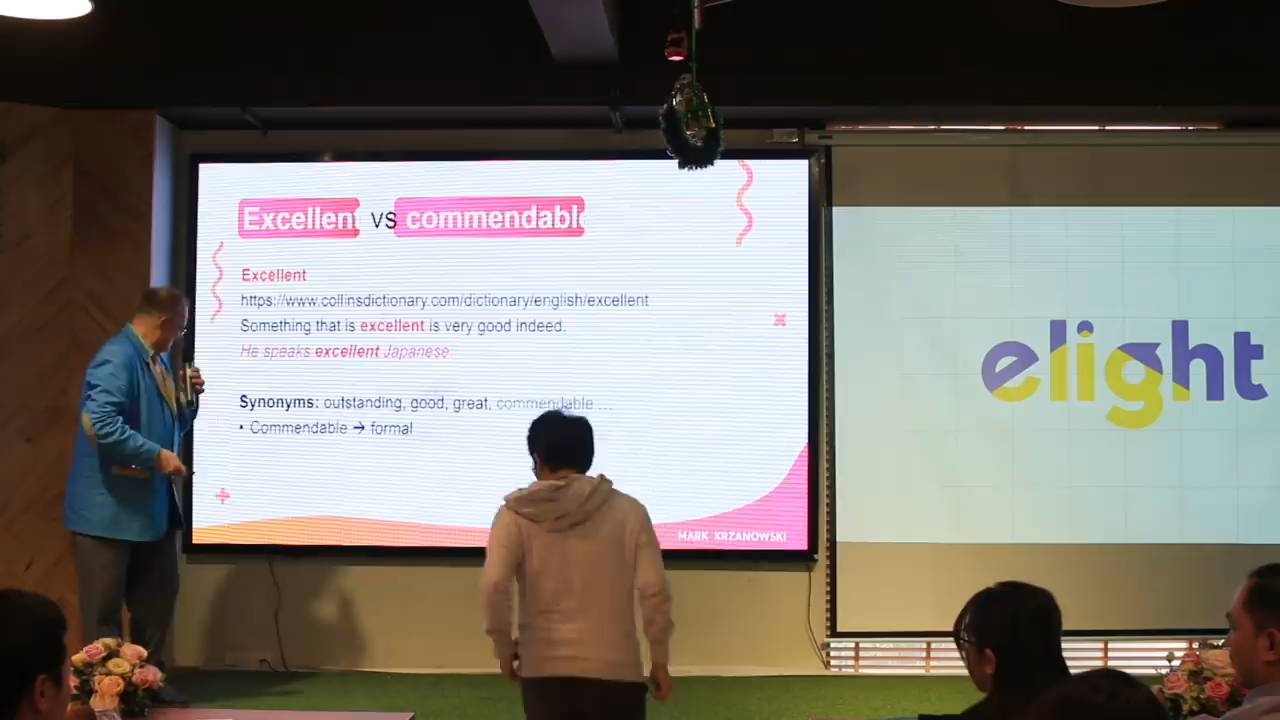 Excellent vs commendabl
Excellent
https://www.collinsdictionary.com/dictionary/english/excellent
Something that is excellent is very good indeed.
He speaks excellent Japanese
Synonyms: outstanding, good, great, commendable ...
• Commendable → formal
MARK KRZANOWSKI
elight